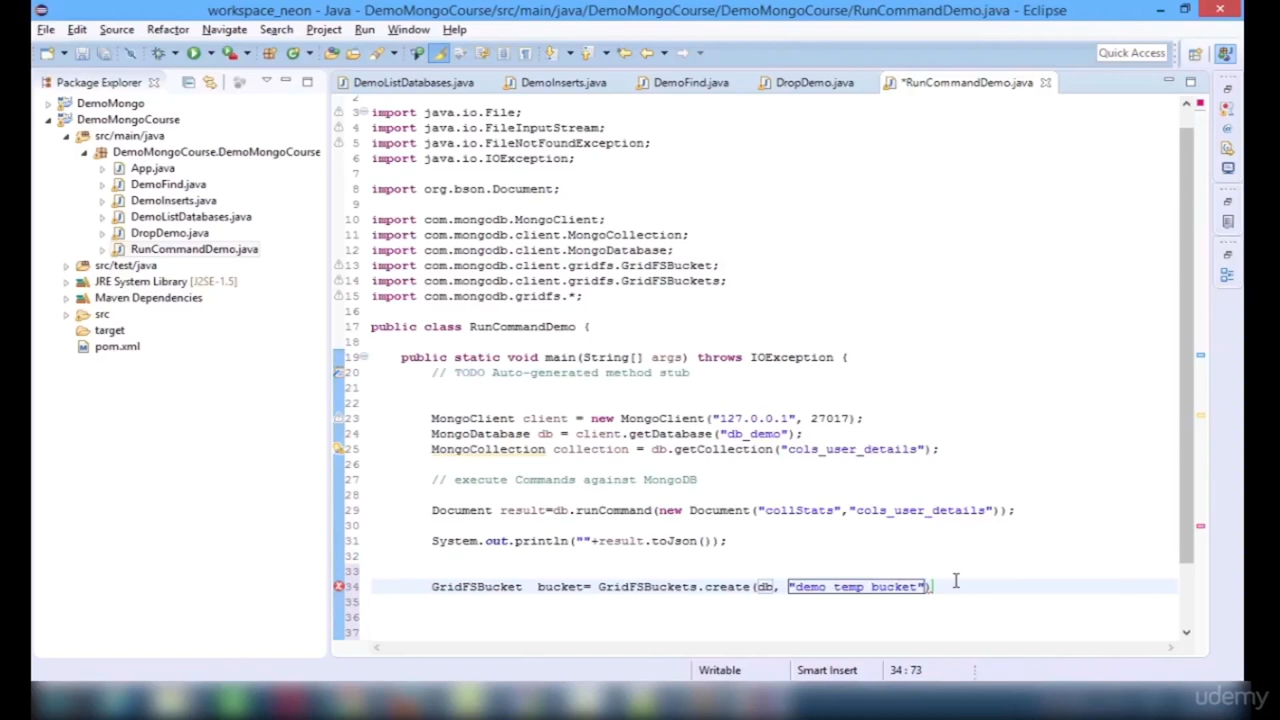 workspace_neon - Java - DemoMongoCourse/src/main/java/DemoMongoCourse/DemoMongoCourse/RunCommandDemo.java - Eclipse
File Edit Source Refactor Navigate Search Project Run Window Help
Quick Access
Package Explorer
DemoListDatabases.java DemoInserts.java DemoFind.java DropDemo.java *RunCommandDemo.java
DemoMongo
DemoMongoCourse
src/main/java
DemoMongoCourse.DemoMongoCourse
App.java
DemoFind.java
DemoInserts.java
DemoListDatabases.java
DropDemo.java
RunCommandDemo.java
src/test/java
JRE System Library [J2SE-1.5]
Maven Dependencies
src
target
pom.xml
2
3 import java.io.File;
4 import java.io.FileInputStream;
5 import java.io.FileNotFoundException;
6 import java.io.IOException;
7
8 import org.bson.Document;
9
10 import com.mongodb.MongoClient;
11 import com.mongodb.client.MongoCollection;
12 import com.mongodb.client.MongoDatabase;
13 import com.mongodb.client.gridfs.GridFSBucket;
14 import com.mongodb.client.gridfs.GridFSBuckets;
15 import com.mongodb.gridfs.*;
16
17 public class RunCommandDemo {
18
19 public static void main(String[] args) throws IOException {
20 // TODO Auto-generated method stub
21
22
23 MongoClient client = new MongoClient("127.0.0.1", 27017);
24 MongoDatabase db = client.getDatabase("db_demo");
25 MongoCollection collection = db.getCollection("cols_user_details");
26
27 // execute Commands against MongoDB
28
29 Document result=db.runCommand(new Document("collStats","cols_user_details"));
30
31 System.out.println(""+result.toJson());
32
33
34 GridFSBucket bucket= GridFSBuckets.create(db, "demo temp bucket")
35
36
37
Writable Smart Insert 34 : 73
udemy